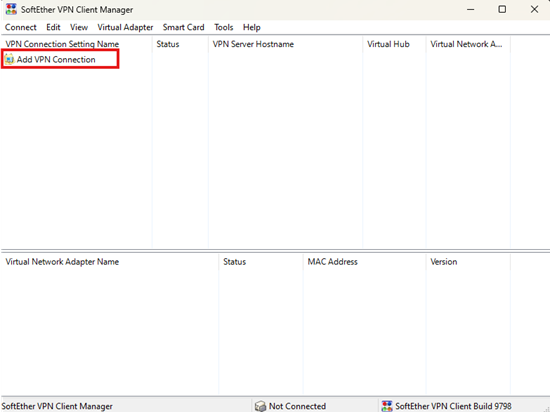 SoftEther VPN Client Manager
Connect Edit View Virtual Adapter Smart Card Tools Help
VPN Connection Setting Name Status VPN Server Hostname Virtual Hub Virtual Network A...
Add VPN Connection
Virtual Network Adapter Name Status MAC Address Version
SoftEther VPN Client Manager Not Connected SoftEther VPN Client Build 9798